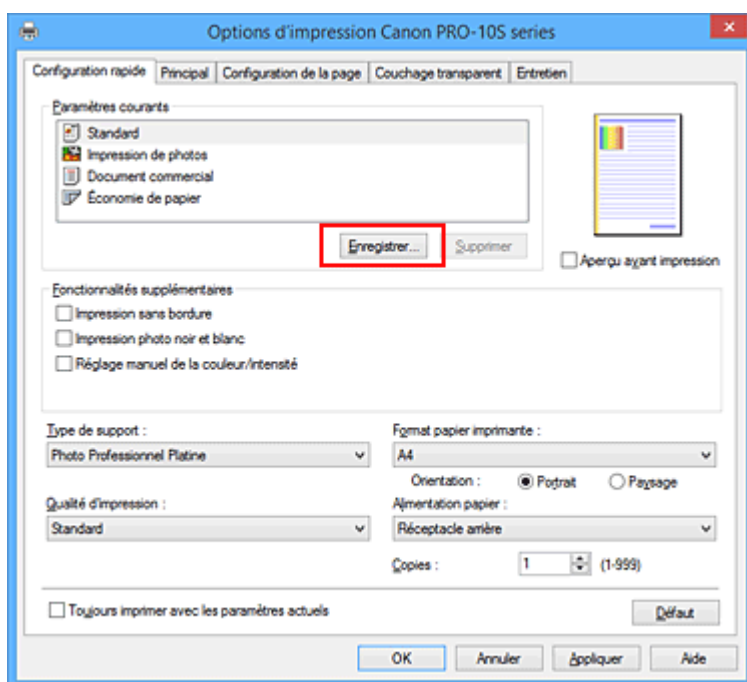 Options d'impression Canon PRO-10S series
Configuration rapide Principal Configuration de la page Couchage transparent Entretien
Paramètres courants
Standard
Impression de photos
Document commercial
Économie de papier
Enregistrer... Supprimer
Aperçu avant impression
Fonctionnalités supplémentaires
Impression sans bordure
Impression photo noir et blanc
Réglage manuel de la couleur/intensité
Type de support : Format papier imprimante :
Photo Professionnel Platine A4
Orientation : Portrait Paysage
Qualité d'impression : Alimentation papier :
Standard Réceptacle arrière
Copies : 1 (1-999)
Toujours imprimer avec les paramètres actuels Défaut
OK Annuler Appliquer Aide